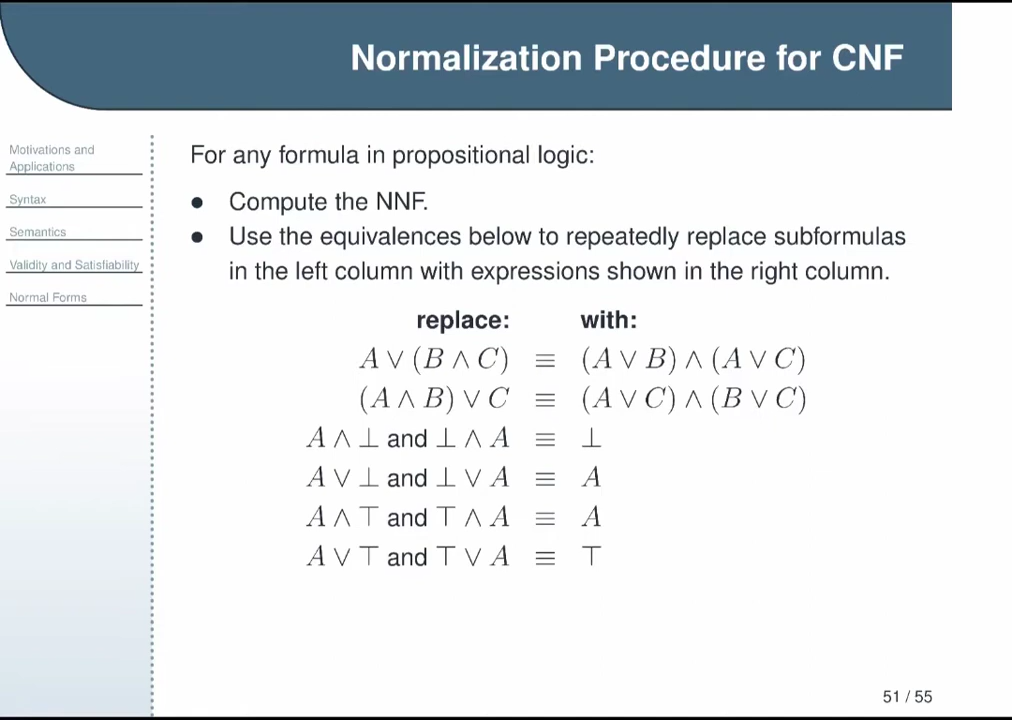 Normalization Procedure for CNF
Motivations and
Applications
Syntax
Semantics
Validity and Satisfiability
Normal Forms
For any formula in propositional logic:
• Compute the NNF.
• Use the equivalences below to repeatedly replace subformulas
in the left column with expressions shown in the right column.
replace: with:
A ∨ (B ∧ C) ≡ (A ∨ B) ∧ (A ∨ C)
(A ∧ B) ∨ C ≡ (A ∨ C) ∧ (B ∨ C)
A ∧ ⊥ and ⊥ ∧ A ≡ ⊥
A ∨ ⊥ and ⊥ ∨ A ≡ A
A ∧ ⊤ and ⊤ ∧ A ≡ A
A ∨ ⊤ and ⊤ ∨ A ≡ ⊤
51 / 55